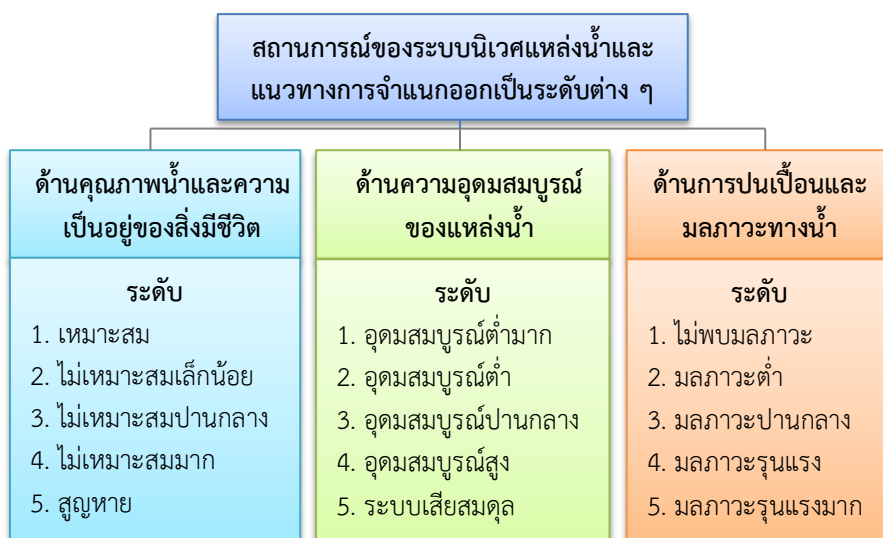 สถานการณ์ของระบบนิเวศแหล่งน้ำและ
แนวทางการจำแนกออกเป็นระดับต่าง ๆ
ด้านคุณภาพน้ำและความ
เป็นอยู่ของสิ่งมีชีวิต
ระดับ
1. เหมาะสม
2. ไม่เหมาะสมเล็กน้อย
3. ไม่เหมาะสมปานกลาง
4. ไม่เหมาะสมมาก
5. สูญหาย
ด้านความอุดมสมบูรณ์
ของแหล่งน้ำ
ระดับ
1. อุดมสมบูรณ์ต่ำมาก
2. อุดมสมบูรณ์ต่ำ
3. อุดมสมบูรณ์ปานกลาง
4. อุดมสมบูรณ์สูง
5. ระบบเสียสมดุล
ด้านการปนเปื้อนและ
มลภาวะทางน้ำ
ระดับ
1. ไม่พบมลภาวะ
2. มลภาวะต่ำ
3. มลภาวะปานกลาง
4. มลภาวะรุนแรง
5. มลภาวะรุนแรงมาก